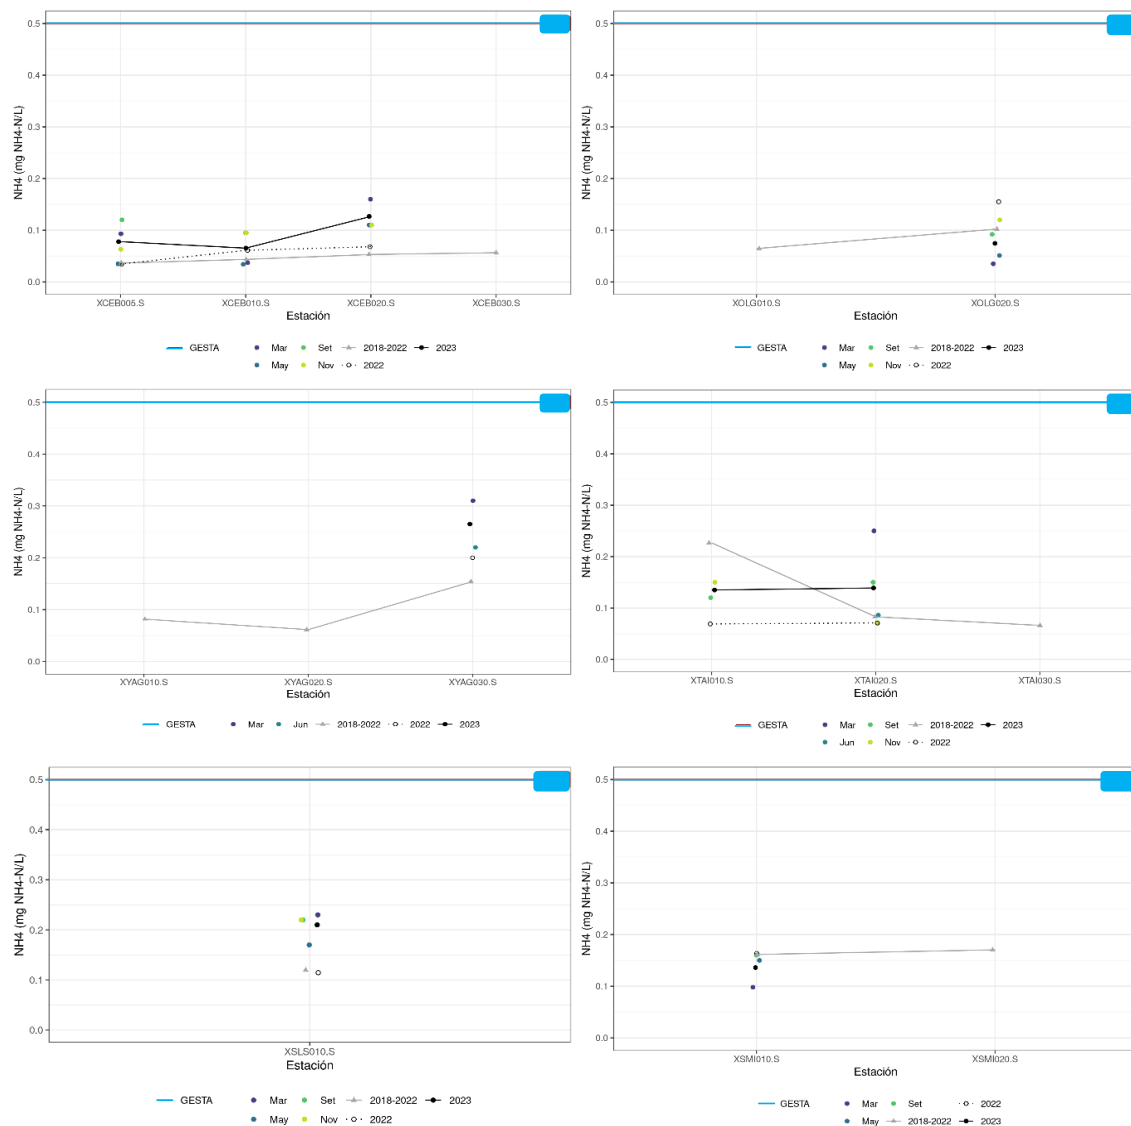 0.5
0.4
0.3
0.2
0.1
0.0
NH4 (mg NH4-N/L)
XCEB005.S XCEB010.S XCEB020.S XCEB030.S
Estación
GESTA Mar Set 2018-2022 2023
May Nov 2022
0.5
0.4
0.3
0.2
0.1
0.0
NH4 (mg NH4-N/L)
XOLG010.S XOLG020.S
Estación
GESTA Mar Set 2018-2022 2023
May Nov 2022
0.5
0.4
0.3
0.2
0.1
0.0
NH4 (mg NH4-N/L)
XYAG010.S XYAG020.S XYAG030.S
Estación
GESTA Mar Jun 2018-2022 2022 2023
0.5
0.4
0.3
0.2
0.1
0.0
NH4 (mg NH4-N/L)
XTAI010.S XTAI020.S XTAI030.S
Estación
GESTA Mar Set 2018-2022 2023
Jun Nov 2022
0.5
0.4
0.3
0.2
0.1
0.0
NH4 (mg NH4-N/L)
XSLS010.S
Estación
GESTA Mar Set 2018-2022 2023
May Nov 2022
0.5
0.4
0.3
0.2
0.1
0.0
NH4 (mg NH4-N/L)
XSMI010.S XSMI020.S
Estación
GESTA Mar Set 2022
May 2018-2022 2023